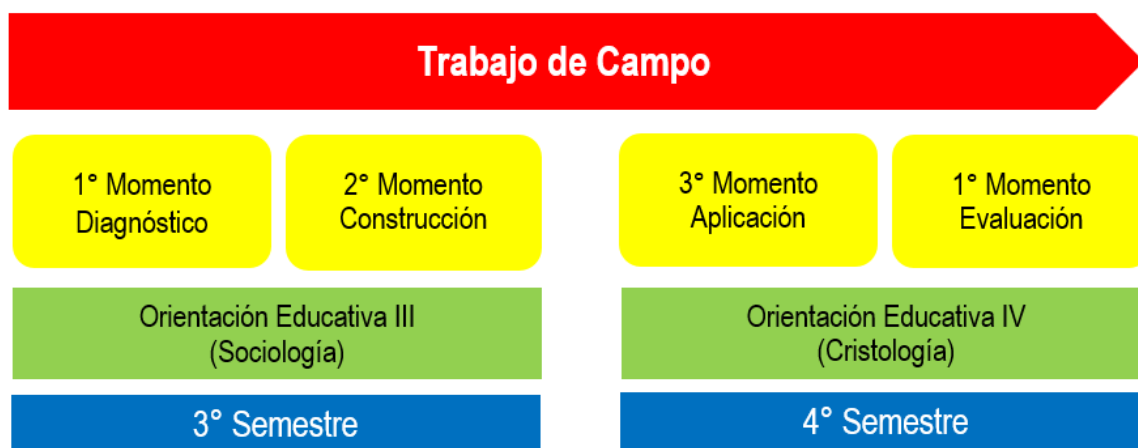 Trabajo de Campo
1° Momento
Diagnóstico
2° Momento
Construcción
3° Momento
Aplicación
1° Momento
Evaluación
Orientación Educativa III
(Sociología)
Orientación Educativa IV
(Cristología)
3° Semestre
4° Semestre